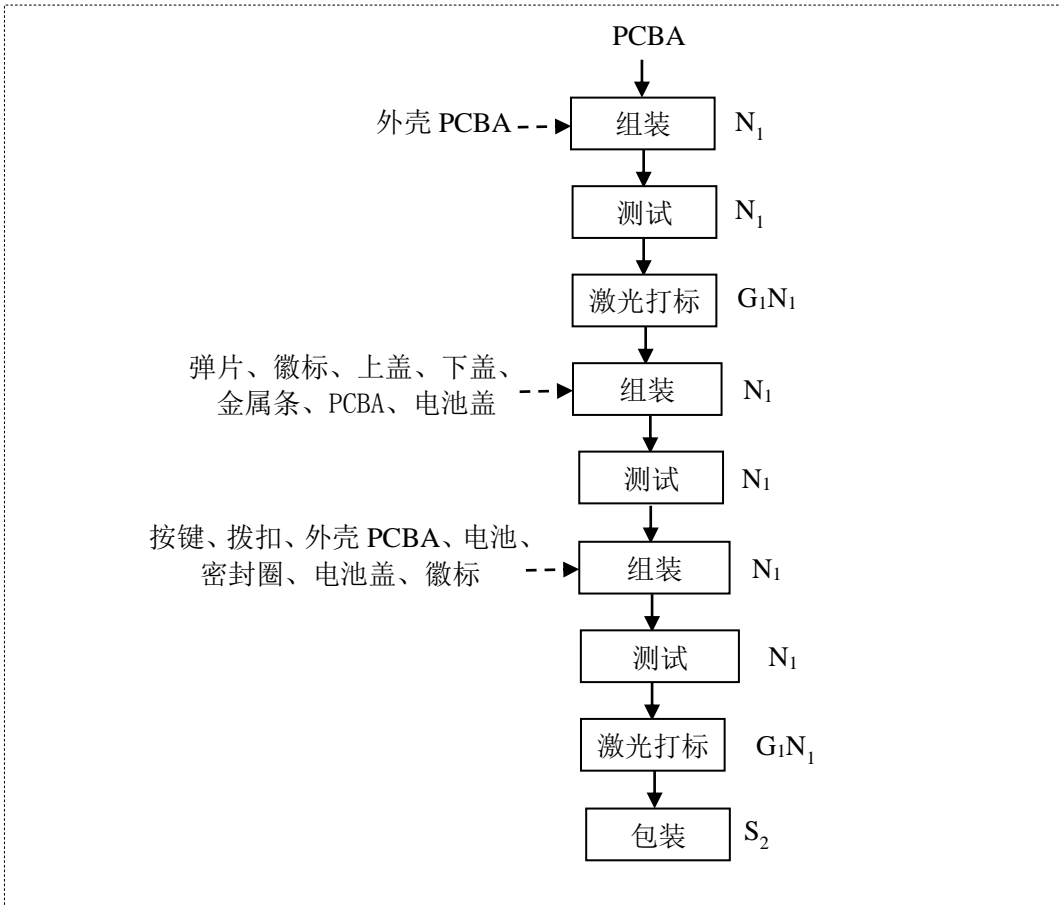 PCBA
外壳 PCBA
组装
N₁
测试
N₁
激光打标
G₁N₁
弹片、徽标、上盖、下盖、
金属条、PCBA、电池盖
组装
N₁
测试
N₁
按键、拨扣、外壳 PCBA、电池、
密封圈、电池盖、徽标
组装
N₁
测试
N₁
激光打标
G₁N₁
包装
S₂